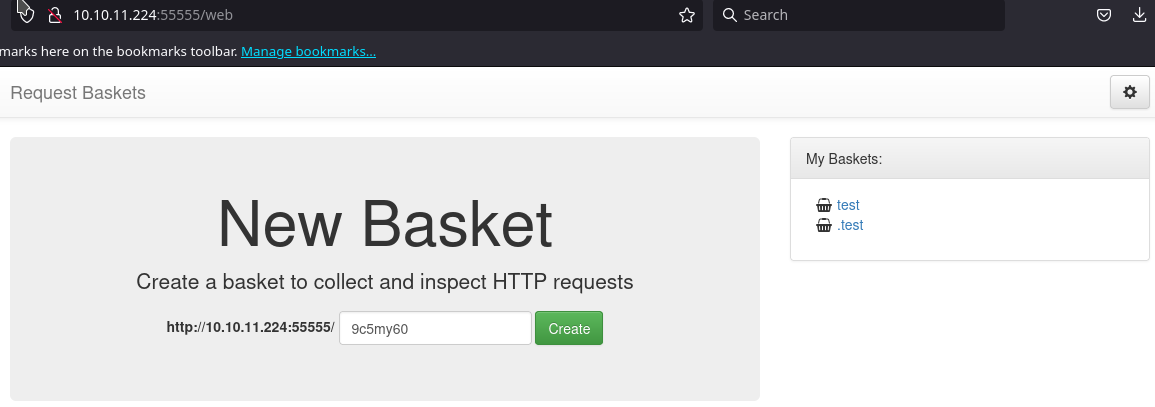 10.10.11.224:55555/web
Search
marks here on the bookmarks toolbar. Manage bookmarks...
Request Baskets
New Basket
Create a basket to collect and inspect HTTP requests
http://10.10.11.224:55555/ 9c5my60 Create
My Baskets:
test
.test